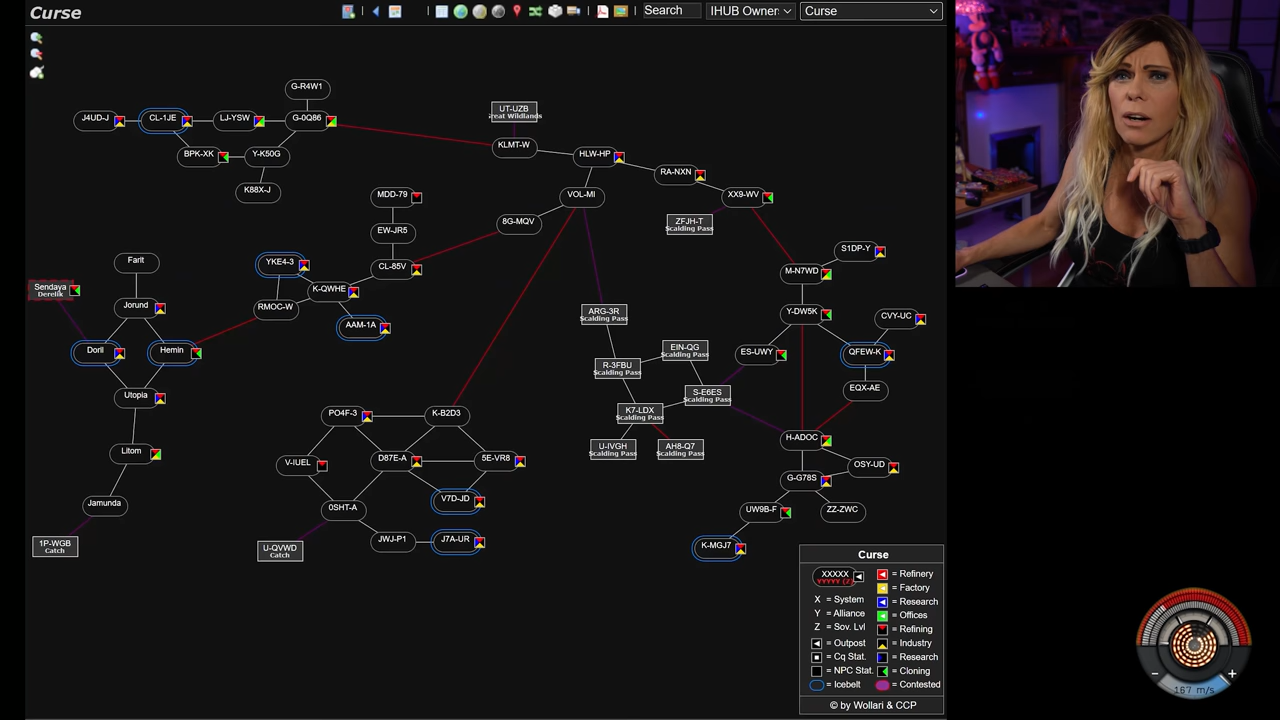 Curse
Search
IHUB Owner
Curse
G-R4W1
J4UD-J
CL-1JE
LJ-YSW
G-0Q86
UT-UZB
Great Wildlands
KLMT-W
BPK-XK
Y-K50G
HLW-HP
RA-NXN
K88X-J
MDD-79
VOL-MI
XX9-WV
8G-MQV
ZFJH-T
Scalding Pass
EW-JR5
S1DP-Y
Farit
YKE4-3
CL-85V
M-N7WD
Sendaya
Derelik
K-QWHE
Jorund
RMOC-W
ARG-3R
Scalding Pass
Y-DW5K
CVY-UC
AAM-1A
Doril
Hemin
EIN-QG
Scalding Pass
ES-UWY
QFEW-K
R-3FBU
Scalding Pass
Utopia
S-E6ES
Scalding Pass
EQX-AE
PO4F-3
K-B2D3
K7-LDX
Scalding Pass
H-ADOC
Litom
U-IVGH
Scalding Pass
AH8-Q7
Scalding Pass
V-IUEL
D87E-A
5E-VR8
OSY-UD
G-G78S
Jamunda
0SHT-A
V7D-JD
UW9B-F
ZZ-ZWC
1P-WGB
Catch
U-QVWD
Catch
JWJ-P1
J7A-UR
K-MGJ7
Curse
XXXXX
YYYYY (Z)
X = System
Y = Alliance
Z = Sov. Lvl
= Outpost
= Cq Stat.
= NPC Stat.
= Icebelt
= Refinery
= Factory
= Research
= Offices
= Refining
= Industry
= Research
= Cloning
= Contested
© by Wollari & CCP
167 m/s